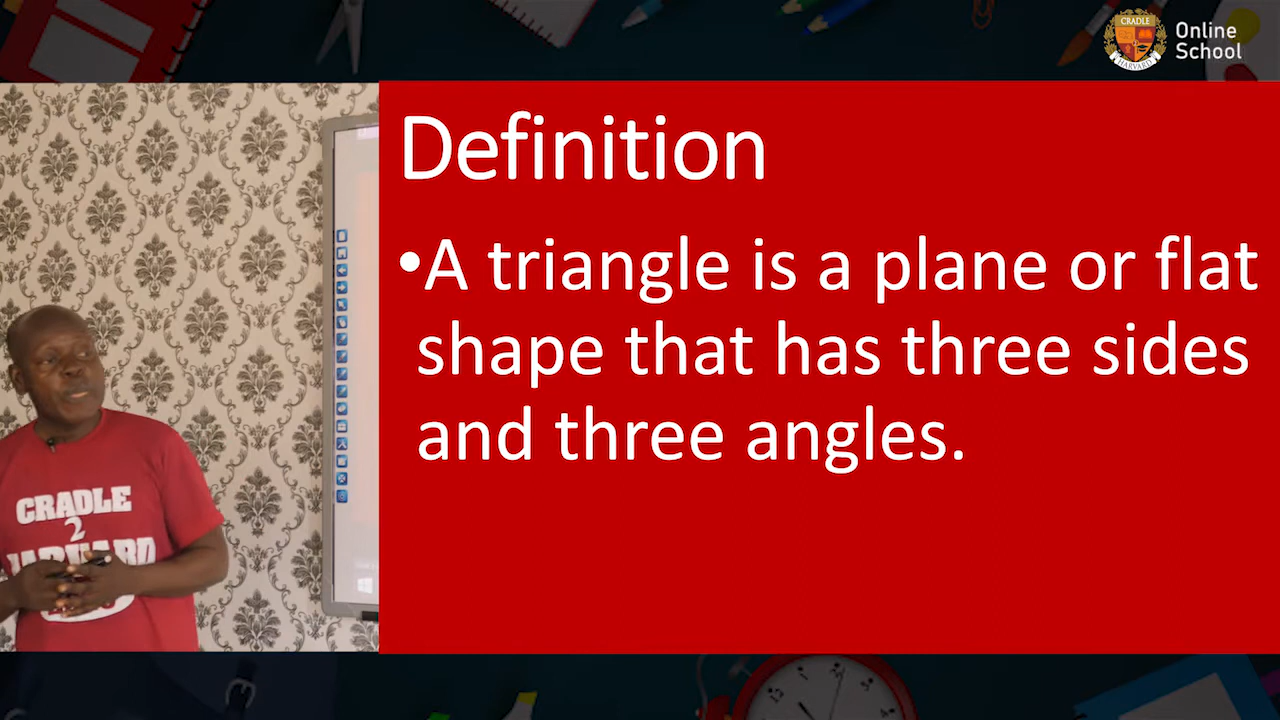 CRADLE
HARVARD
Online
School
Definition
•A triangle is a plane or flat
shape that has three sides
and three angles.
CRADLE
2
HARVARD